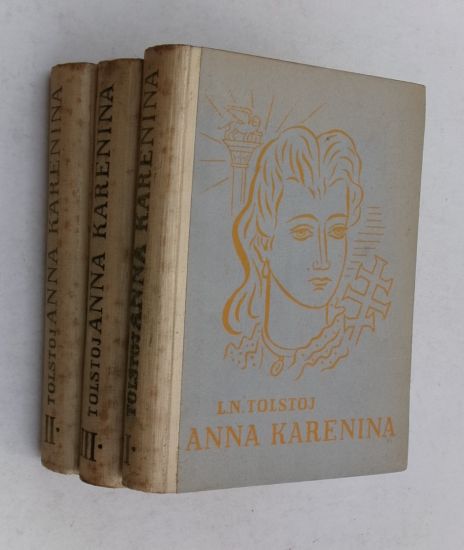 II. TOLSTOJ ANNA KARENINA
III. TOLSTOJ ANNA KARENINA
I. TOLSTOJ ANNA KARENINA
L.N. TOLSTOJ
ANNA KARENINA